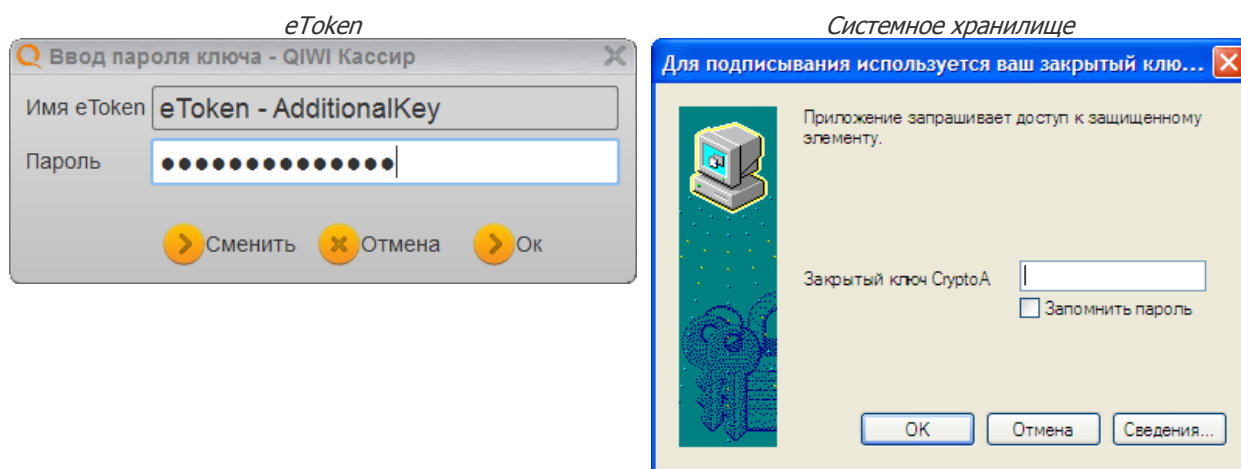 eToken
Ввод пароля ключа - QIWI Кассир
Имя eToken eToken - AdditionalKey
Пароль ●●●●●●●●●●●●●●
Сменить Отмена Ок
Системное хранилище
Для подписывания используется ваш закрытый клю...
Приложение запрашивает доступ к защищенному
элементу.
Закрытый ключ CryptoA
Запомнить пароль
OK Отмена Сведения...